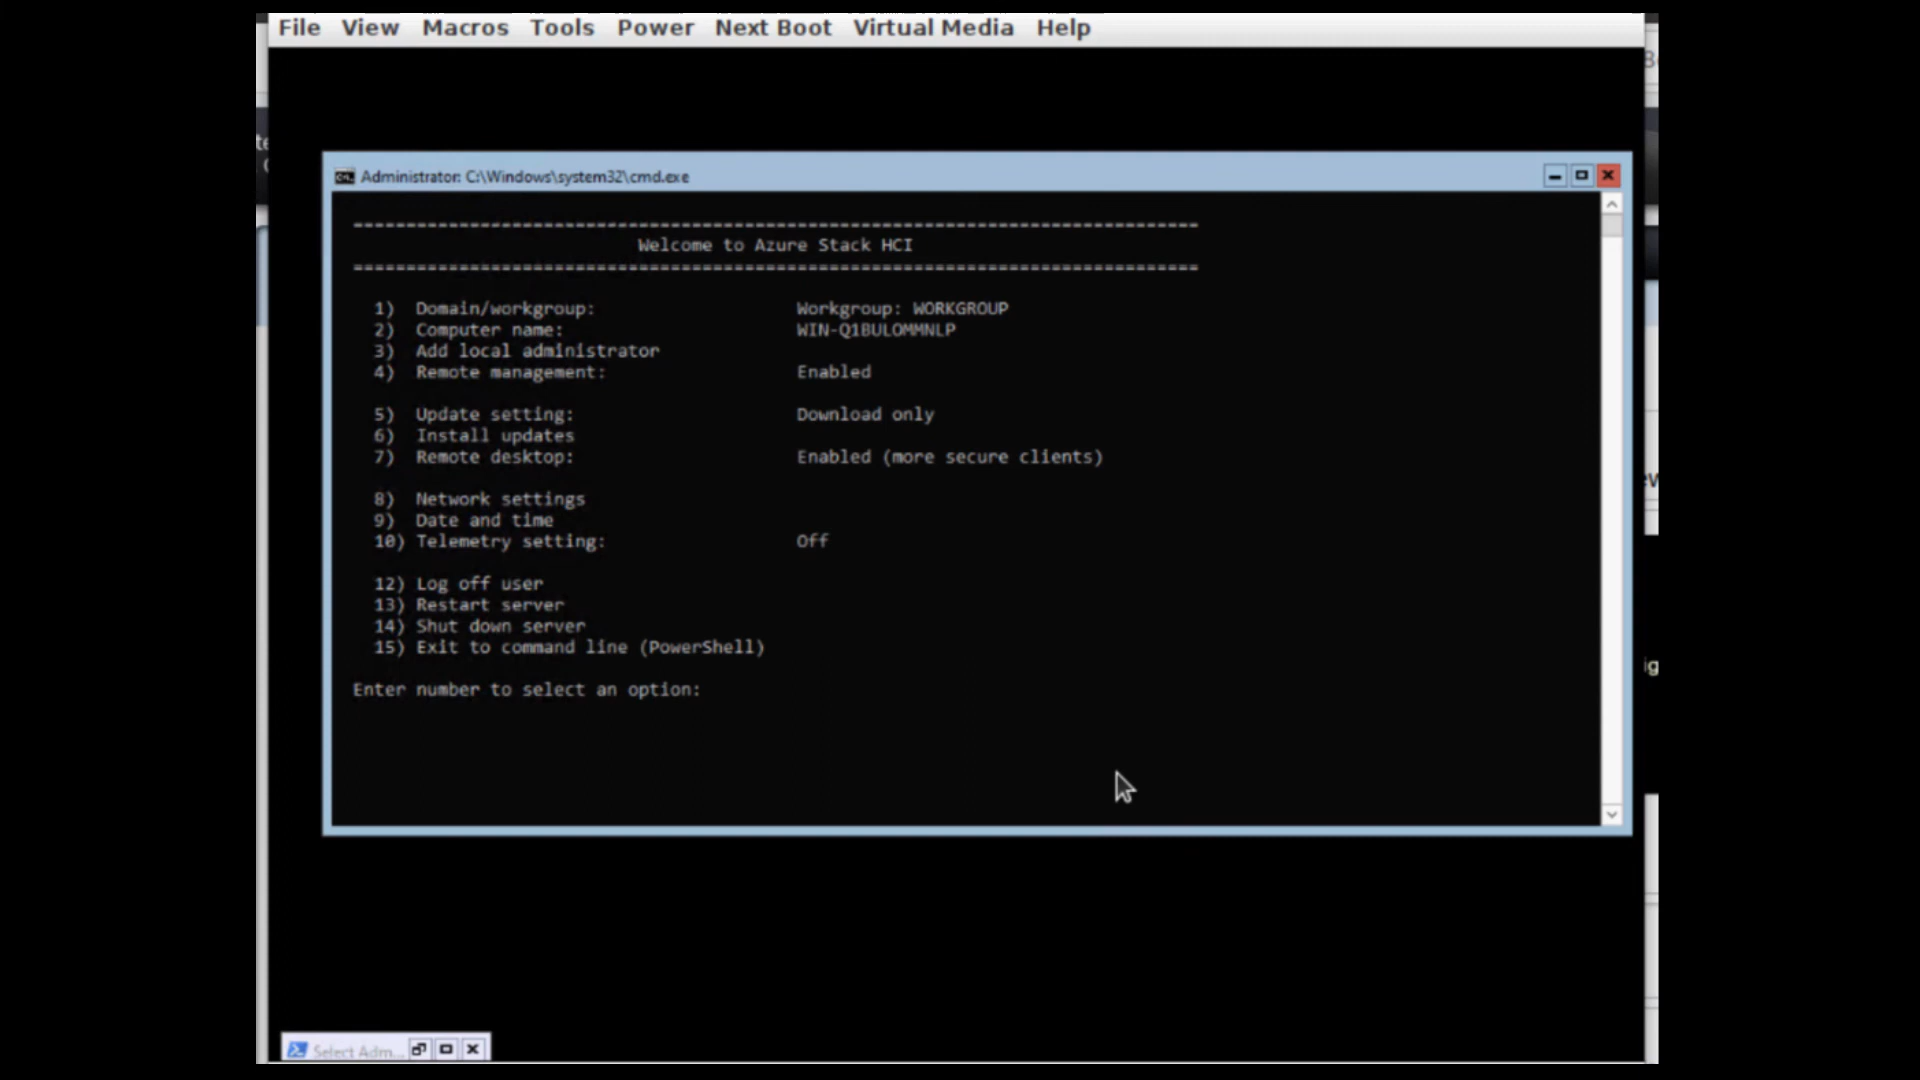 File View Macros Tools Power Next Boot Virtual Media Help
Administrator: C:\Windows\system32\cmd.exe
================================================================================
Welcome to Azure Stack HCI
================================================================================
1) Domain/workgroup: Workgroup: WORKGROUP
2) Computer name: WIN-Q1BULOMMNLP
3) Add local administrator
4) Remote management: Enabled
5) Update setting: Download only
6) Install updates
7) Remote desktop: Enabled (more secure clients)
8) Network settings
9) Date and time
10) Telemetry setting: Off
12) Log off user
13) Restart server
14) Shut down server
15) Exit to command line (PowerShell)
Enter number to select an option:
Select Adm...